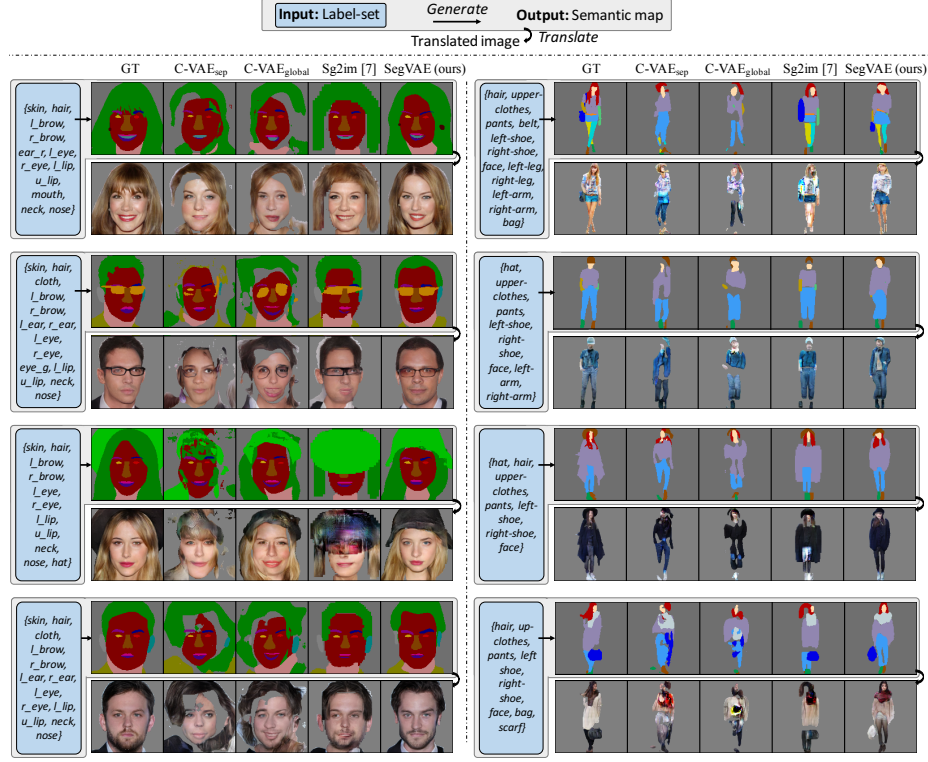 Input: Label-set
Generate
Output: Semantic map
Translated image
Translate
GT C-VAEsep C-VAEglobal Sg2im [7] SegVAE (ours)
GT C-VAEsep C-VAEglobal Sg2im [7] SegVAE (ours)
{skin, hair,
l_brow,
r_brow,
ear_r, l_eye,
r_eye, l_lip,
u_lip,
mouth,
neck, nose}
{hair, upper-
clothes,
pants, belt,
left-shoe,
right-shoe,
face, left-leg,
right-leg,
left-arm,
right-arm,
bag}
{skin, hair,
cloth,
l_brow,
r_brow,
l_ear, r_ear,
l_eye,
r_eye,
eye_g, l_lip,
u_lip, neck,
nose}
{hat,
upper-
clothes,
pants,
left-shoe,
right-
shoe,
face, left-
arm,
right-arm}
{skin, hair,
l_brow,
r_brow,
l_eye,
r_eye,
l_lip,
u_lip,
neck,
nose, hat}
{hat, hair,
upper-
clothes,
pants, left-
shoe,
right-shoe,
face}
{skin, hair,
cloth,
l_brow,
r_brow,
l_ear, r_ear,
l_eye,
r_eye, l_lip,
u_lip, neck,
nose}
{hair, up-
clothes,
pants, left
shoe,
right-
shoe,
face, bag,
scarf}